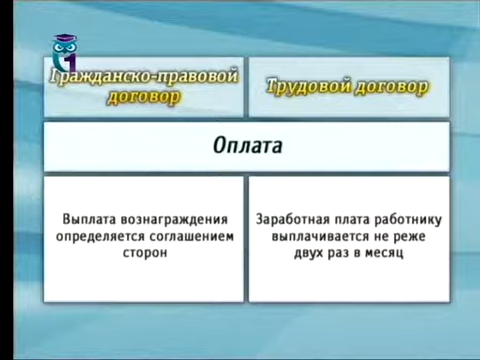 1
Гражданско-правовой
договор
Трудовой договор
Оплата
Выплата вознаграждения
определяется соглашением
сторон
Заработная плата работнику
выплачивается не реже
двух раз в месяц